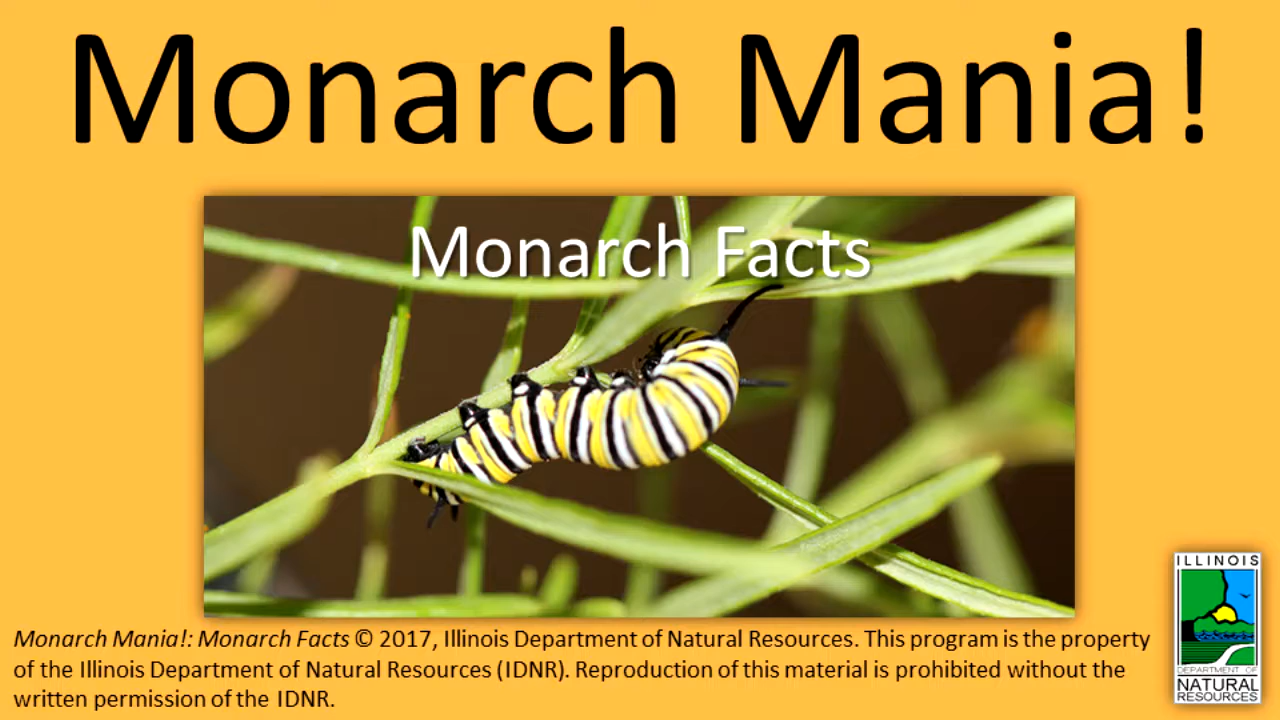 Monarch Mania!
Monarch Facts
Monarch Mania!: Monarch Facts © 2017, Illinois Department of Natural Resources. This program is the property
of the Illinois Department of Natural Resources (IDNR). Reproduction of this material is prohibited without the
written permission of the IDNR.
ILLINOIS
DEPARTMENT OF
NATURAL
RESOURCES